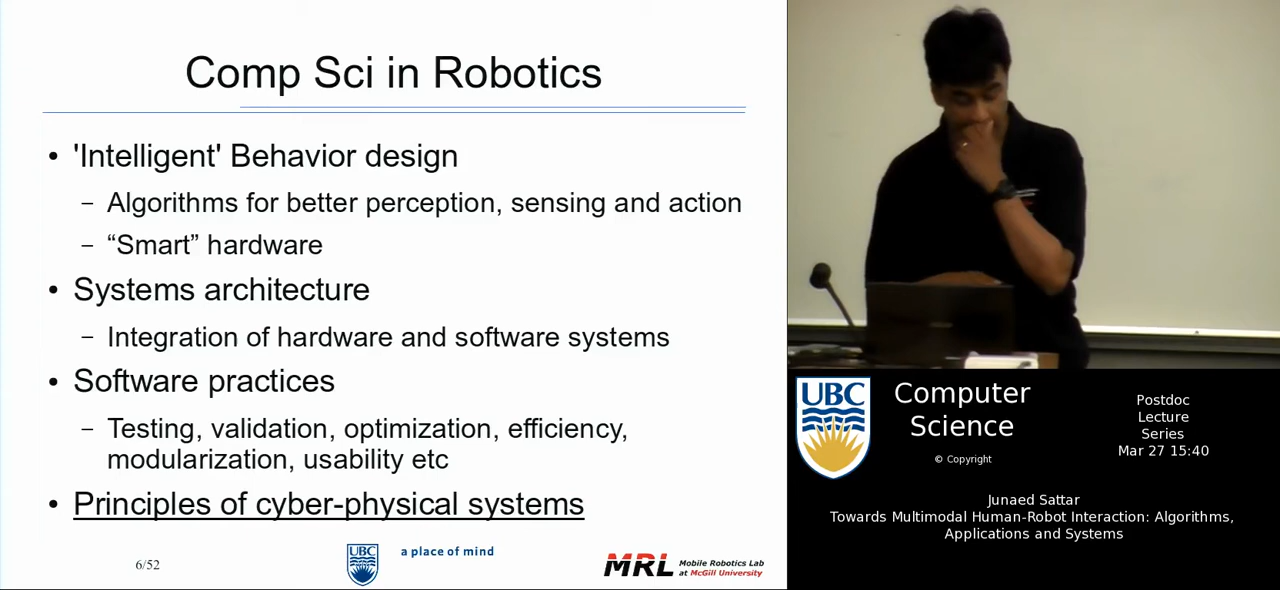 Comp Sci in Robotics
• 'Intelligent' Behavior design
– Algorithms for better perception, sensing and action
– “Smart” hardware
• Systems architecture
– Integration of hardware and software systems
• Software practices
– Testing, validation, optimization, efficiency,
modularization, usability etc
• Principles of cyber-physical systems
6/52
UBC
a place of mind
MRL Mobile Robotics Lab
at McGill University
UBC
Computer
Science
© Copyright
Postdoc
Lecture
Series
Mar 27 15:40
Junaed Sattar
Towards Multimodal Human-Robot Interaction: Algorithms,
Applications and Systems